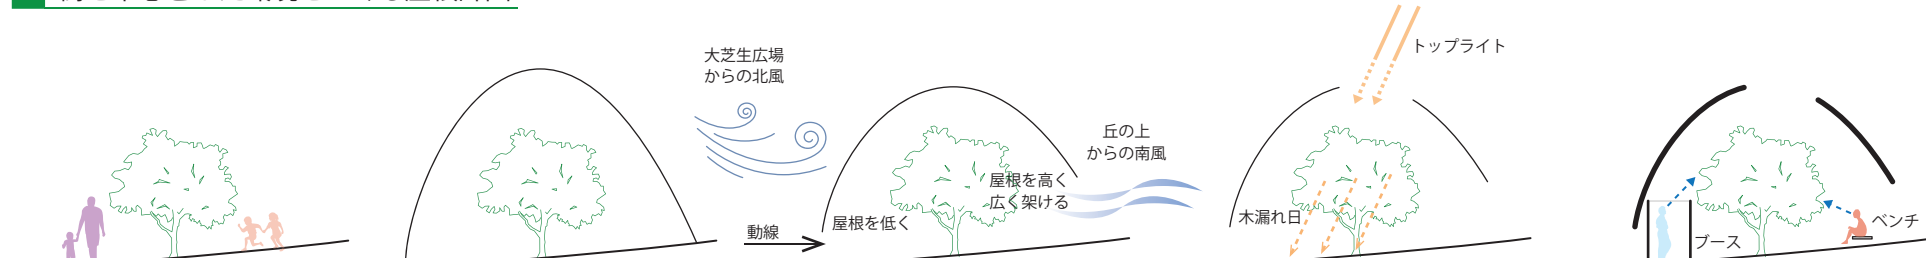 大芝生広場
からの北風
動線
屋根を低く
屋根を高く
広く架ける
丘の上
からの南風
トップライト
木漏れ日
ブース
ベンチ